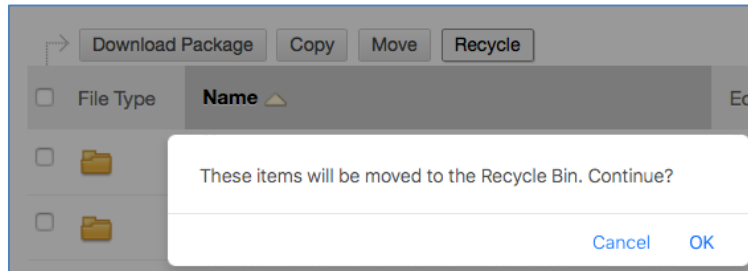 Download Package Copy Move Recycle
File Type Name Ed
These items will be moved to the Recycle Bin. Continue?
Cancel OK